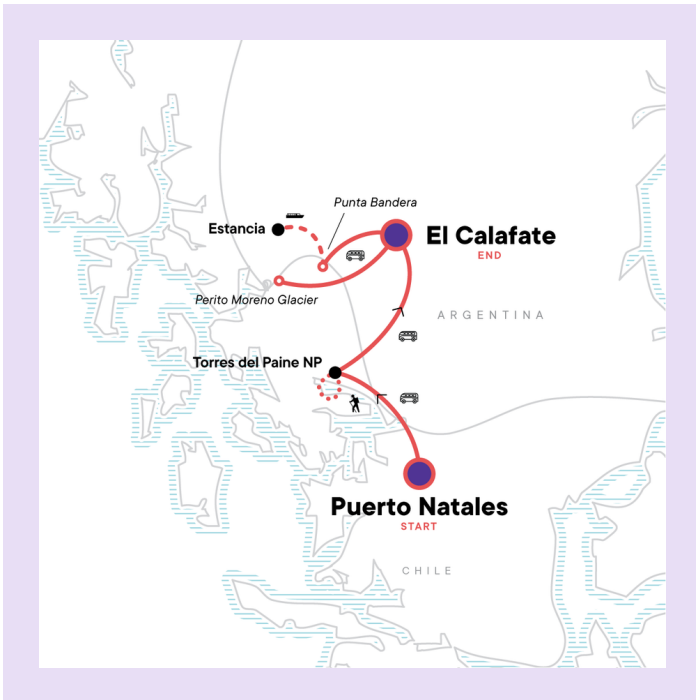 Punta Bandera
Estancia
El Calafate
END
Perito Moreno Glacier
ARGENTINA
Torres del Paine NP
Puerto Natales
START
CHILE